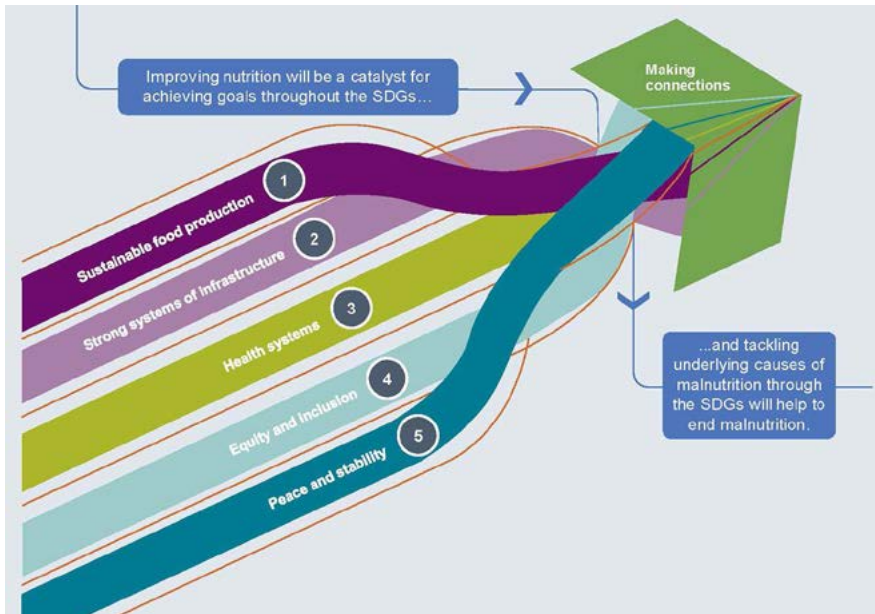 Improving nutrition will be a catalyst for
achieving goals throughout the SDGs...
Making
connections
1
Sustainable food production
2
Strong systems of infrastructure
3
Health systems
4
Equity and inclusion
5
Peace and stability
...and tackling
underlying causes of
malnutrition through
the SDGs will help to
end malnutrition.